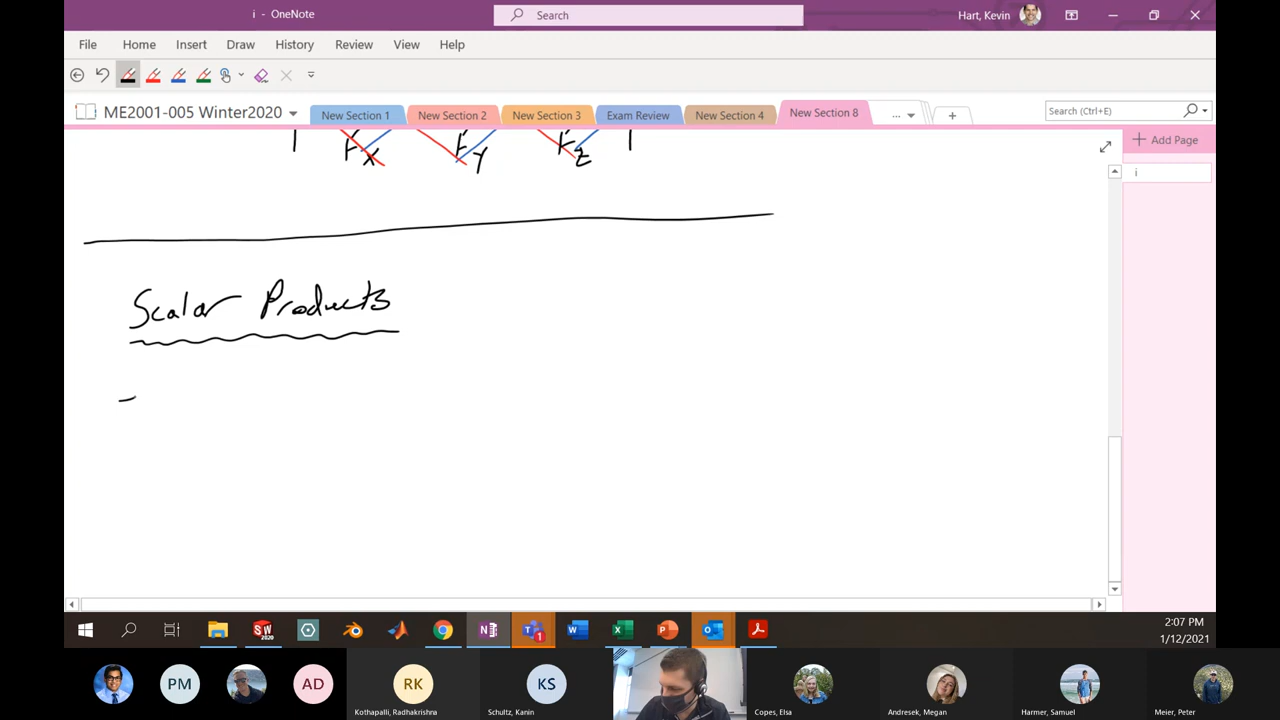 i - OneNote
Search
Hart, Kevin
File Home Insert Draw History Review View Help
ME2001-005 Winter2020
New Section 1 New Section 2 New Section 3 Exam Review New Section 4 New Section 8 ...
Search (Ctrl+E)
Add Page
i
Fx Fy Fz
Scalar Products
2:07 PM
1/12/2021
PM AD RK KS
Kothapalli, Radhakrishna Schultz, Kanin Copes, Elsa Andresek, Megan Harmer, Samuel Meier, Peter